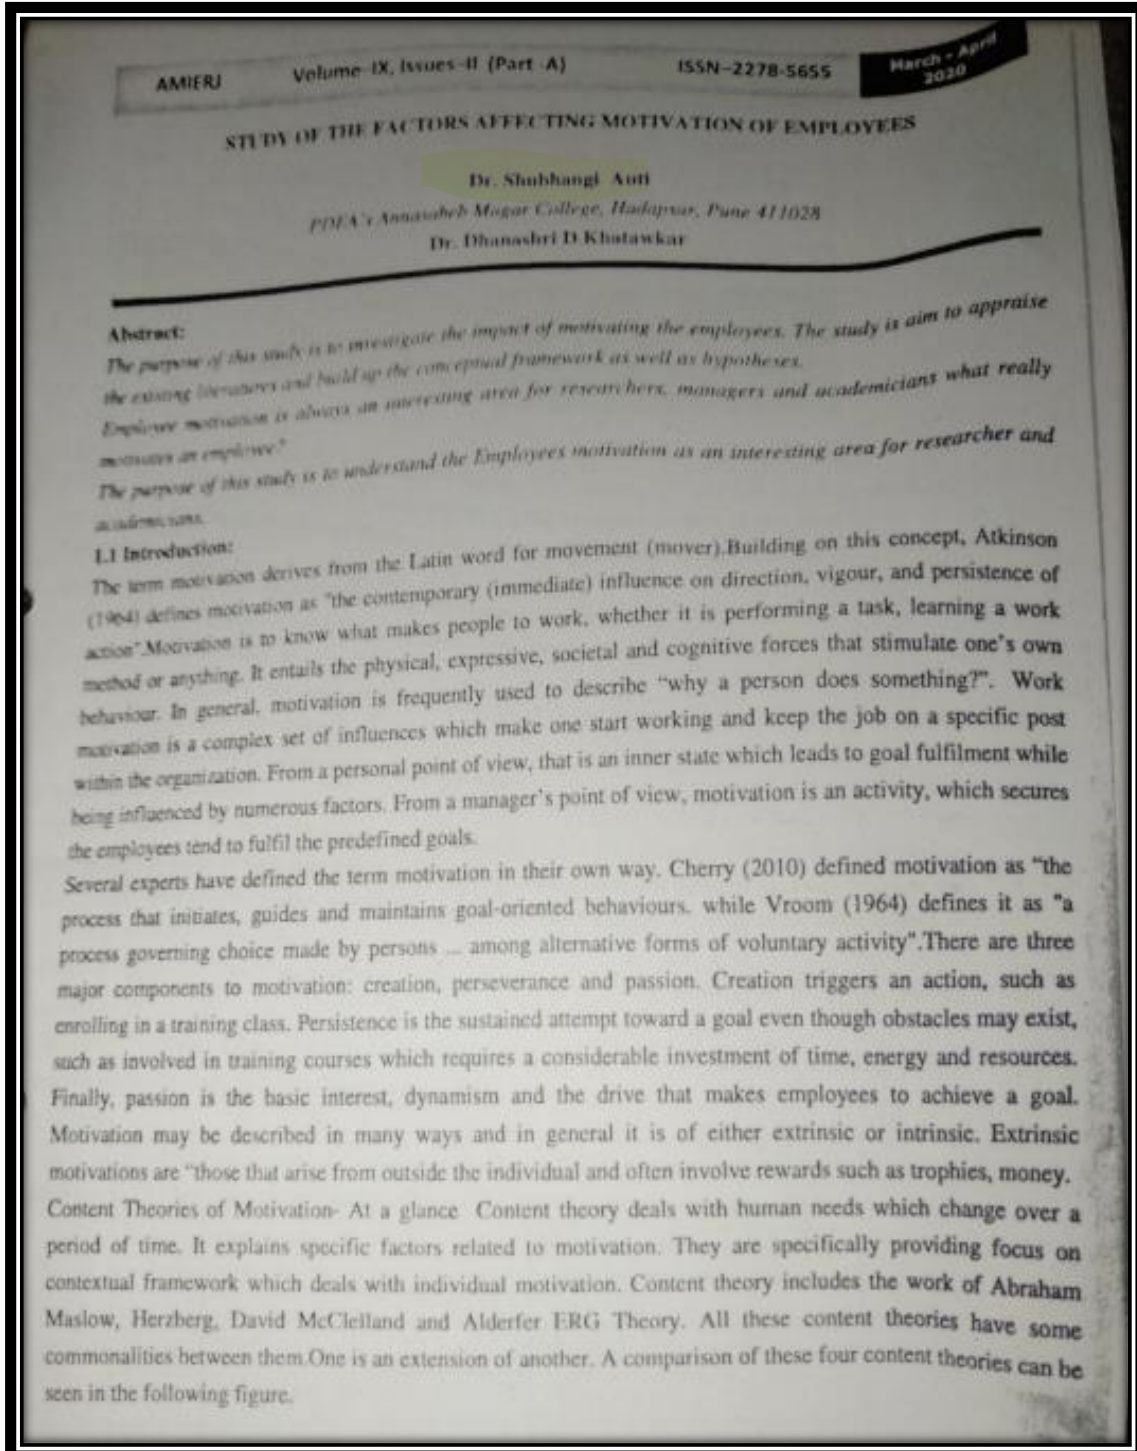 AMIERJ Volume-IX, Issues-II (Part -A) ISSN-2278-5655 March - April 2020
STUDY OF THE FACTORS AFFECTING MOTIVATION OF EMPLOYEES
Dr. Shubhangi Auti
PDEA's Annasaheb Magar College, Hadapsar, Pune 411028
Dr. Dhanashri D Khatawkar
Abstract:
The purpose of this study is to investigate the impact of motivating the employees. The study is aim to appraise
the existing literatures and build up the conceptual framework as well as hypotheses.
Employee motivation is always an interesting area for researchers, managers and academicians what really
motivates an employee?
The purpose of this study is to understand the Employees motivation as an interesting area for researcher and
academicians.
1.1 Introduction:
The term motivation derives from the Latin word for movement (mover).Building on this concept, Atkinson
(1964) defines motivation as "the contemporary (immediate) influence on direction, vigour, and persistence of
action".Motivation is to know what makes people to work, whether it is performing a task, learning a work
method or anything. It entails the physical, expressive, societal and cognitive forces that stimulate one's own
behaviour. In general, motivation is frequently used to describe "why a person does something?". Work
motivation is a complex set of influences which make one start working and keep the job on a specific post
within the organization. From a personal point of view, that is an inner state which leads to goal fulfilment while
being influenced by numerous factors. From a manager's point of view, motivation is an activity, which secures
the employees tend to fulfil the predefined goals.
Several experts have defined the term motivation in their own way. Cherry (2010) defined motivation as "the
process that initiates, guides and maintains goal-oriented behaviours. while Vroom (1964) defines it as "a
process governing choice made by persons ... among alternative forms of voluntary activity".There are three
major components to motivation: creation, perseverance and passion. Creation triggers an action, such as
enrolling in a training class. Persistence is the sustained attempt toward a goal even though obstacles may exist,
such as involved in training courses which requires a considerable investment of time, energy and resources.
Finally, passion is the basic interest, dynamism and the drive that makes employees to achieve a goal.
Motivation may be described in many ways and in general it is of either extrinsic or intrinsic. Extrinsic
motivations are "those that arise from outside the individual and often involve rewards such as trophies, money.
Content Theories of Motivation- At a glance Content theory deals with human needs which change over a
period of time. It explains specific factors related to motivation. They are specifically providing focus on
contextual framework which deals with individual motivation. Content theory includes the work of Abraham
Maslow, Herzberg, David McClelland and Alderfer ERG Theory. All these content theories have some
commonalities between them.One is an extension of another. A comparison of these four content theories can be
seen in the following figure.